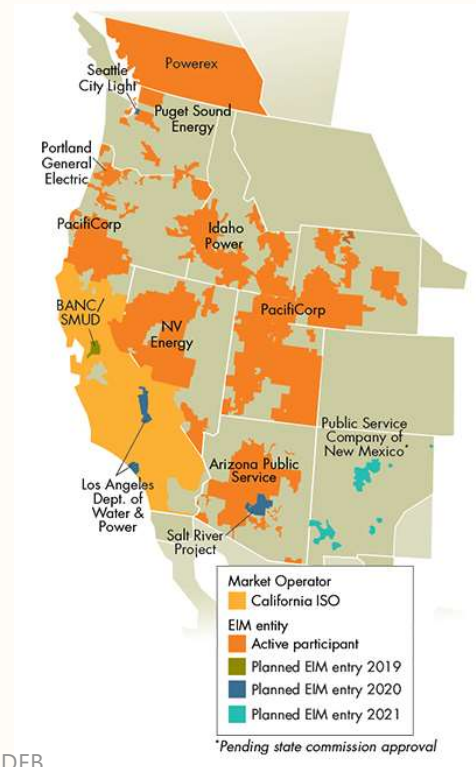 Powerex
Seattle
City Light
Puget Sound
Energy
Portland
General
Electric
PacifiCorp
Idaho
Power
BANC/
SMUD
NV
Energy
PacifiCorp
Public Service
Company of
New Mexico*
Arizona Public
Service
Los Angeles
Dept. of
Water &
Power
Salt River
Project
Market Operator
California ISO
EIM entity
Active participant
Planned EIM entry 2019
Planned EIM entry 2020
Planned EIM entry 2021
*Pending state commission approval